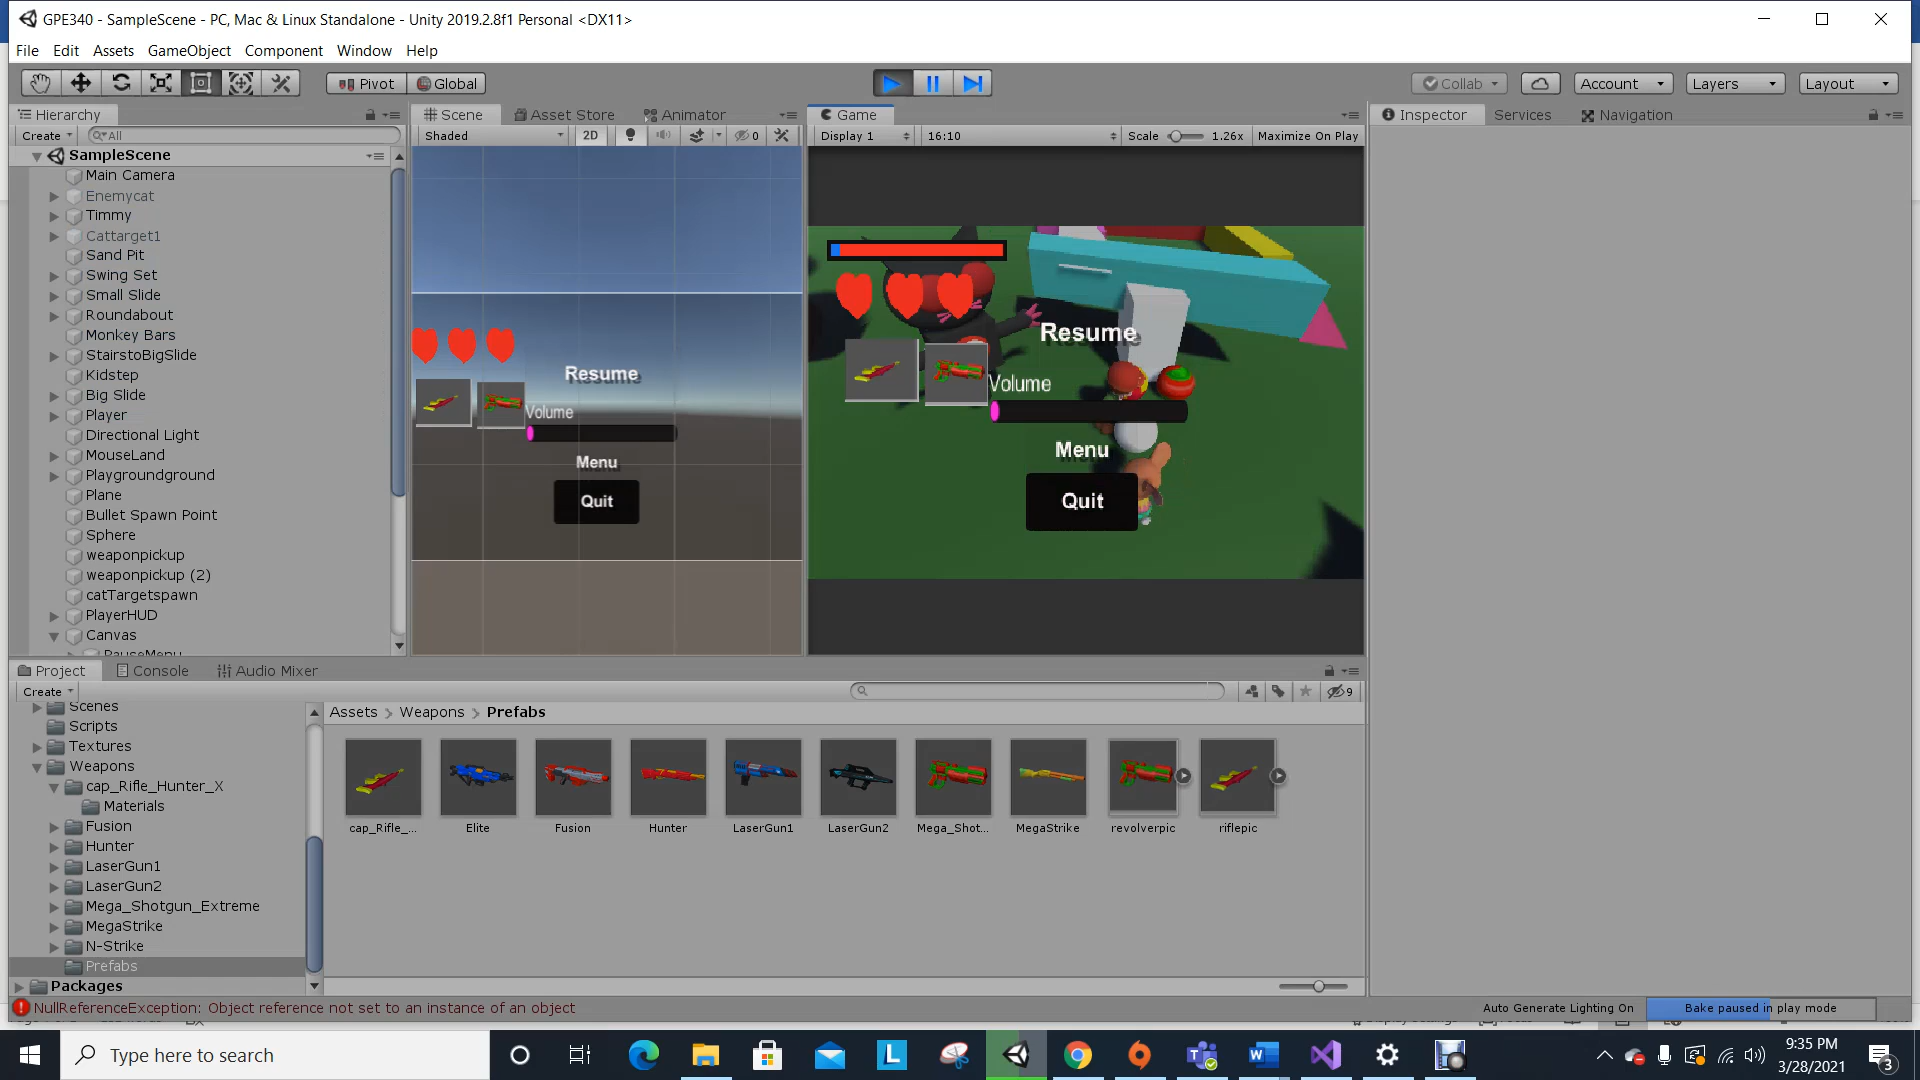 GPE340 - SampleScene - PC, Mac & Linux Standalone - Unity 2019.2.8f1 Personal <DX11>
File Edit Assets GameObject Component Window Help
Pivot Global Collab Account Layers Layout
Hierarchy Scene Asset Store Animator Game Inspector Services Navigation
Create All Shaded 2D 0 Display 1 16:10 Scale 1.26x Maximize On Play
SampleScene
Main Camera
Enemycat
Timmy
Cattarget1
Sand Pit
Swing Set
Small Slide
Roundabout
Monkey Bars
StairstoBigSlide
Kidstep
Big Slide
Player
Directional Light
MouseLand
Playgroundground
Plane
Bullet Spawn Point
Sphere
weaponpickup
weaponpickup (2)
catTargetspawn
PlayerHUD
Canvas
PauseMenu
Resume
Volume
Menu
Quit
Resume
Volume
Menu
Quit
Project Console Audio Mixer
Create 9
Scenes
Scripts
Textures
Weapons
cap_Rifle_Hunter_X
Materials
Fusion
Hunter
LaserGun1
LaserGun2
Mega_Shotgun_Extreme
MegaStrike
N-Strike
Prefabs
Packages
Assets > Weapons > Prefabs
cap_Rifle_... Elite Fusion Hunter LaserGun1 LaserGun2 Mega_Shot... MegaStrike revolverpic riflepic
NullReferenceException: Object reference not set to an instance of an object
Auto Generate Lighting On Bake paused in play mode
Type here to search
9:35 PM
3/28/2021
3